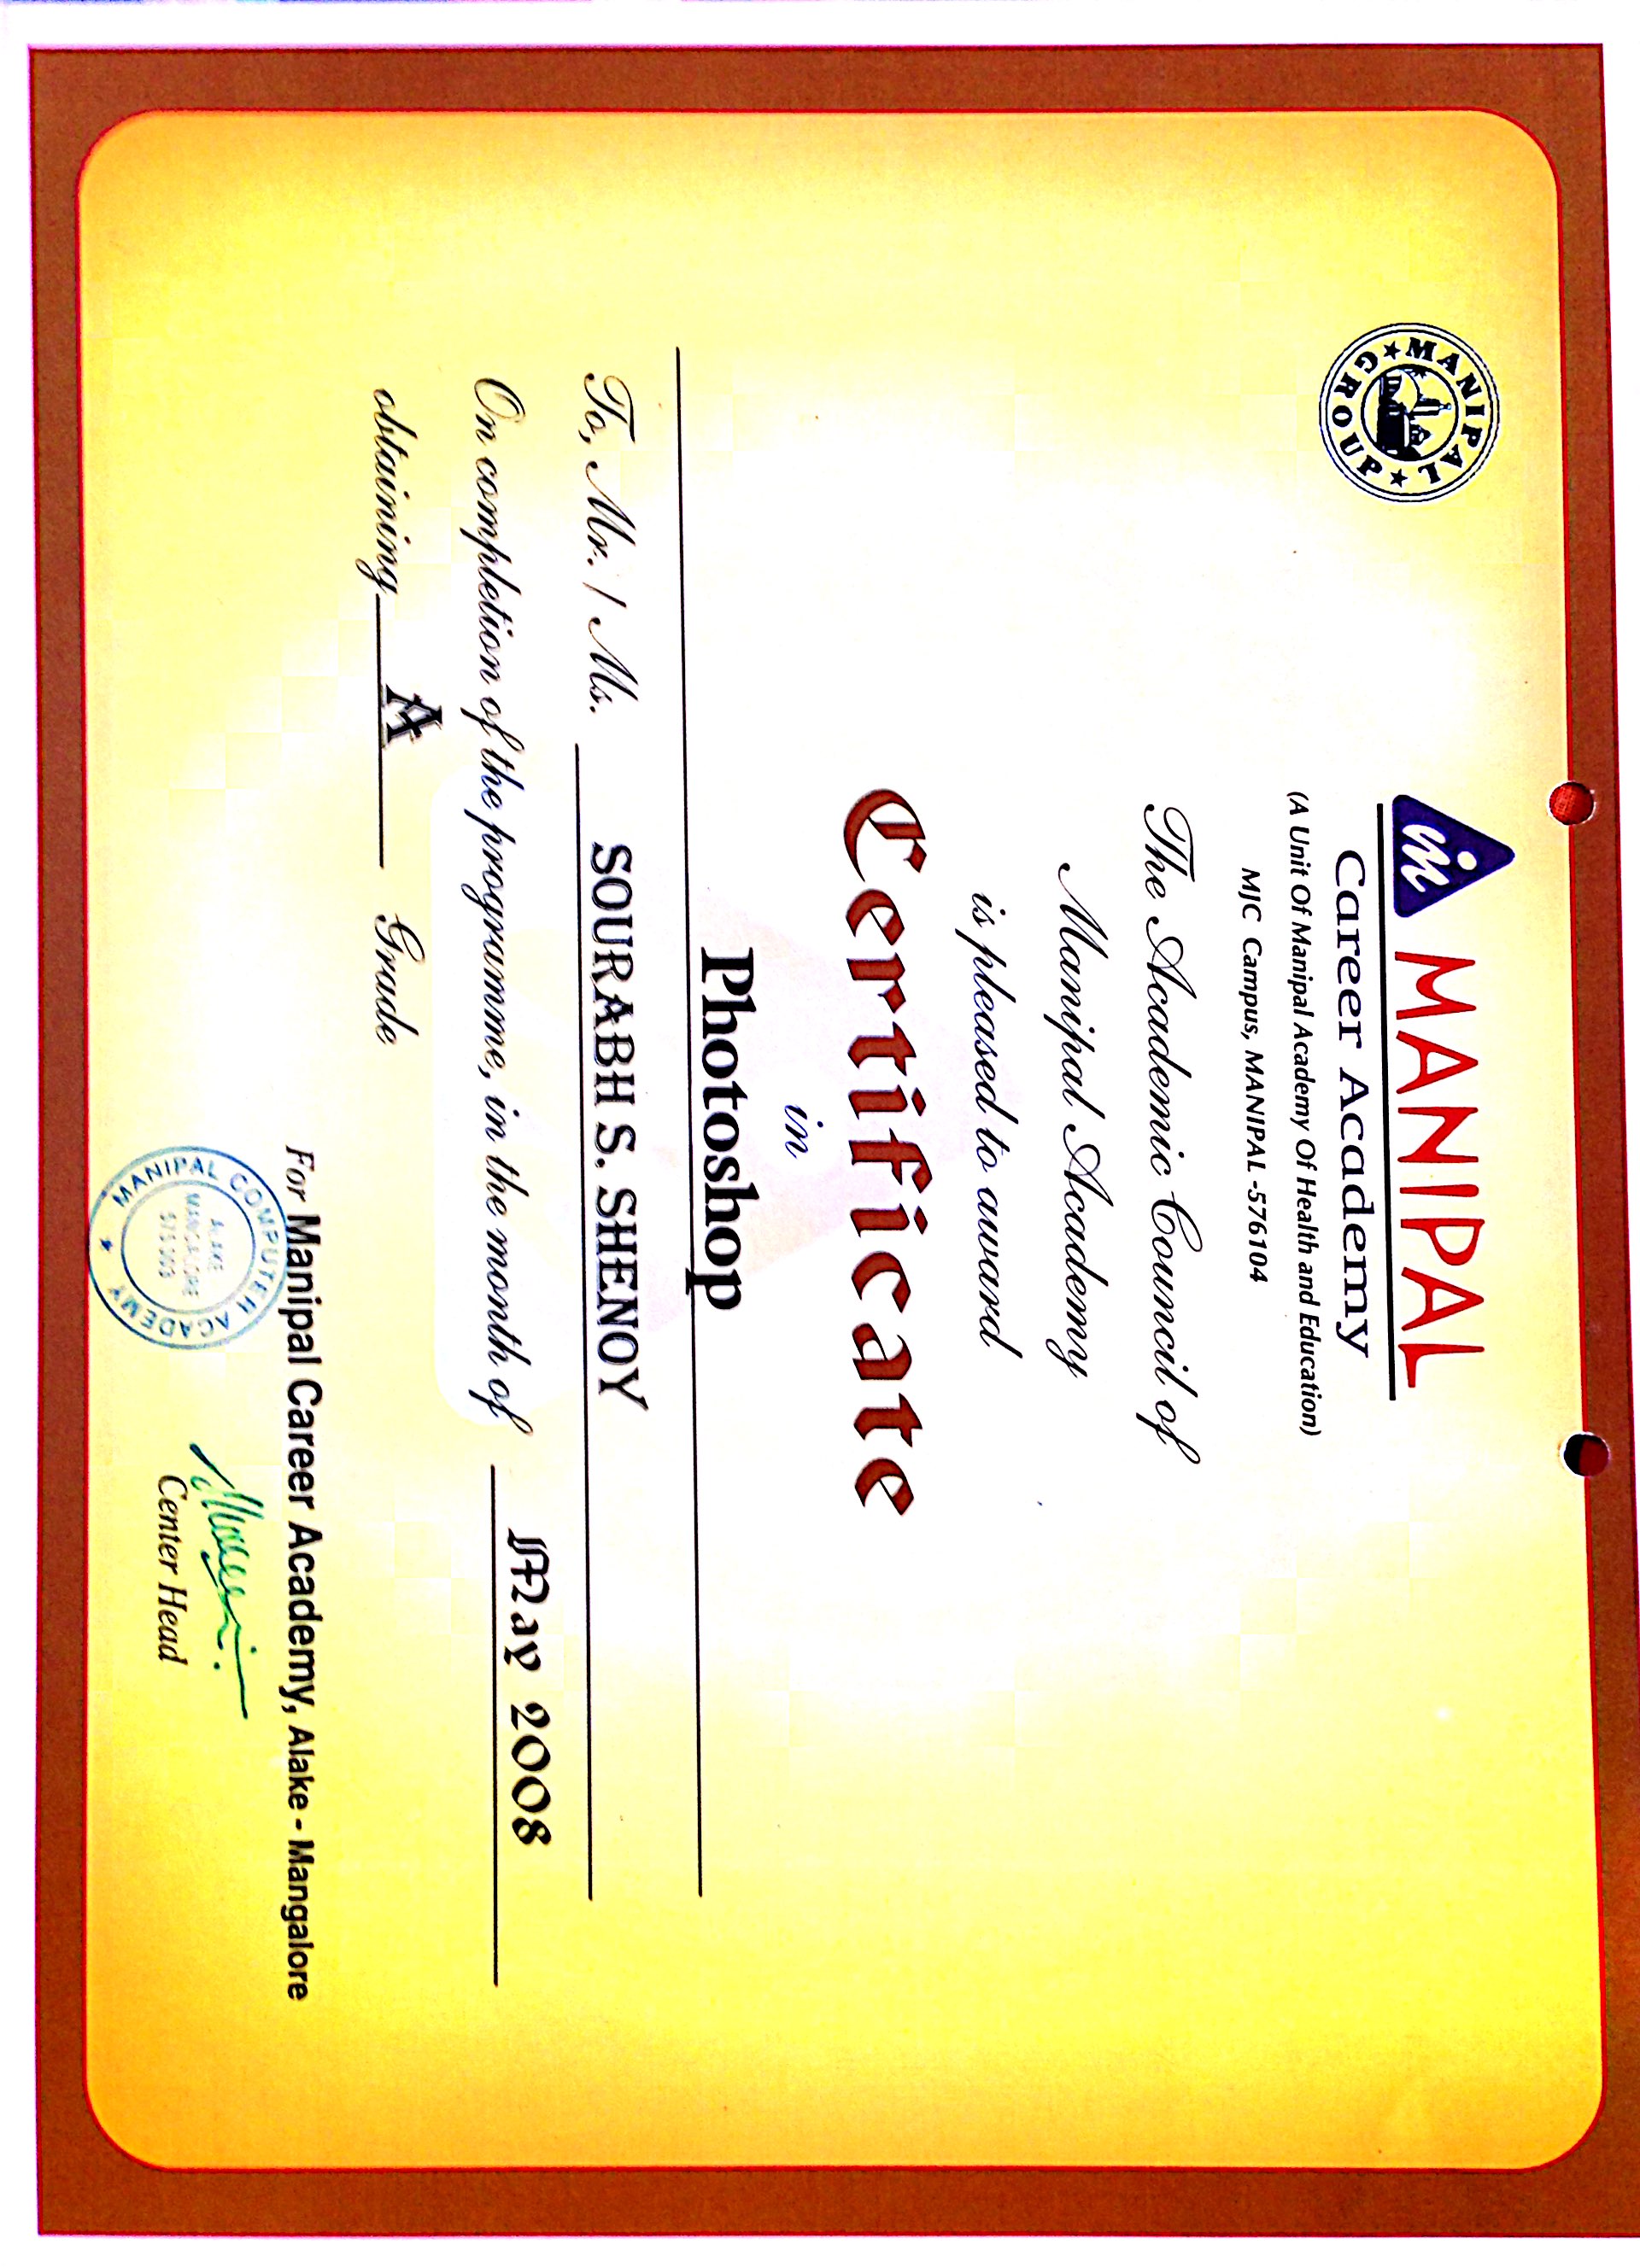 MANIPAL GROUP
m MANIPAL
Career Academy
(A Unit Of Manipal Academy Of Health and Education)
MJC Campus, MANIPAL -576104
The Academic Council of
Manipal Academy
is pleased to award
Certificate
in
Photoshop
To, Mr. / Ms. SOURABH S. SHENOY
On completion of the programme, in the month of May 2008
obtaining A Grade
For Manipal Career Academy, Alake - Mangalore
MANIPAL COMPUTER ACADEMY
ALAKE
MANGALORE
575 003
Center Head